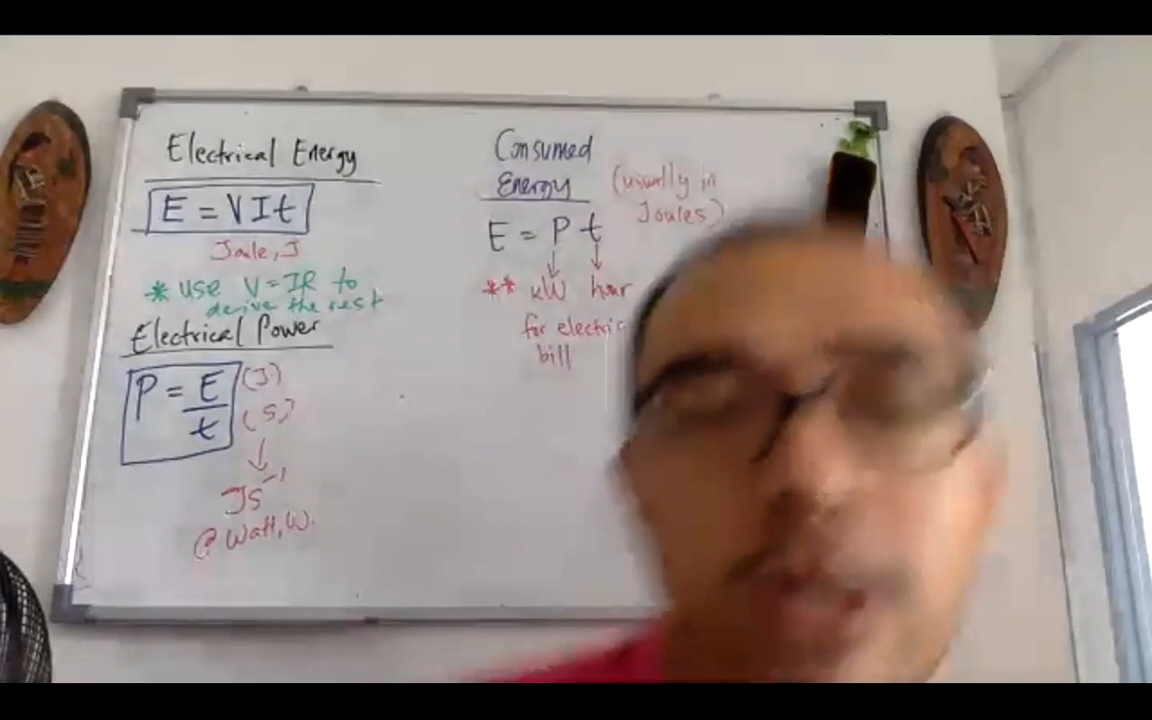 Electrical Energy
E = VIt
Joule, J
* use V = IR to
derive the rest
Electrical Power
P = E/t (J) (s)
Js⁻¹
@ Watt, W.
Consumed
Energy (usually in
Joules)
E = P t
** kW hour
for electric
bill